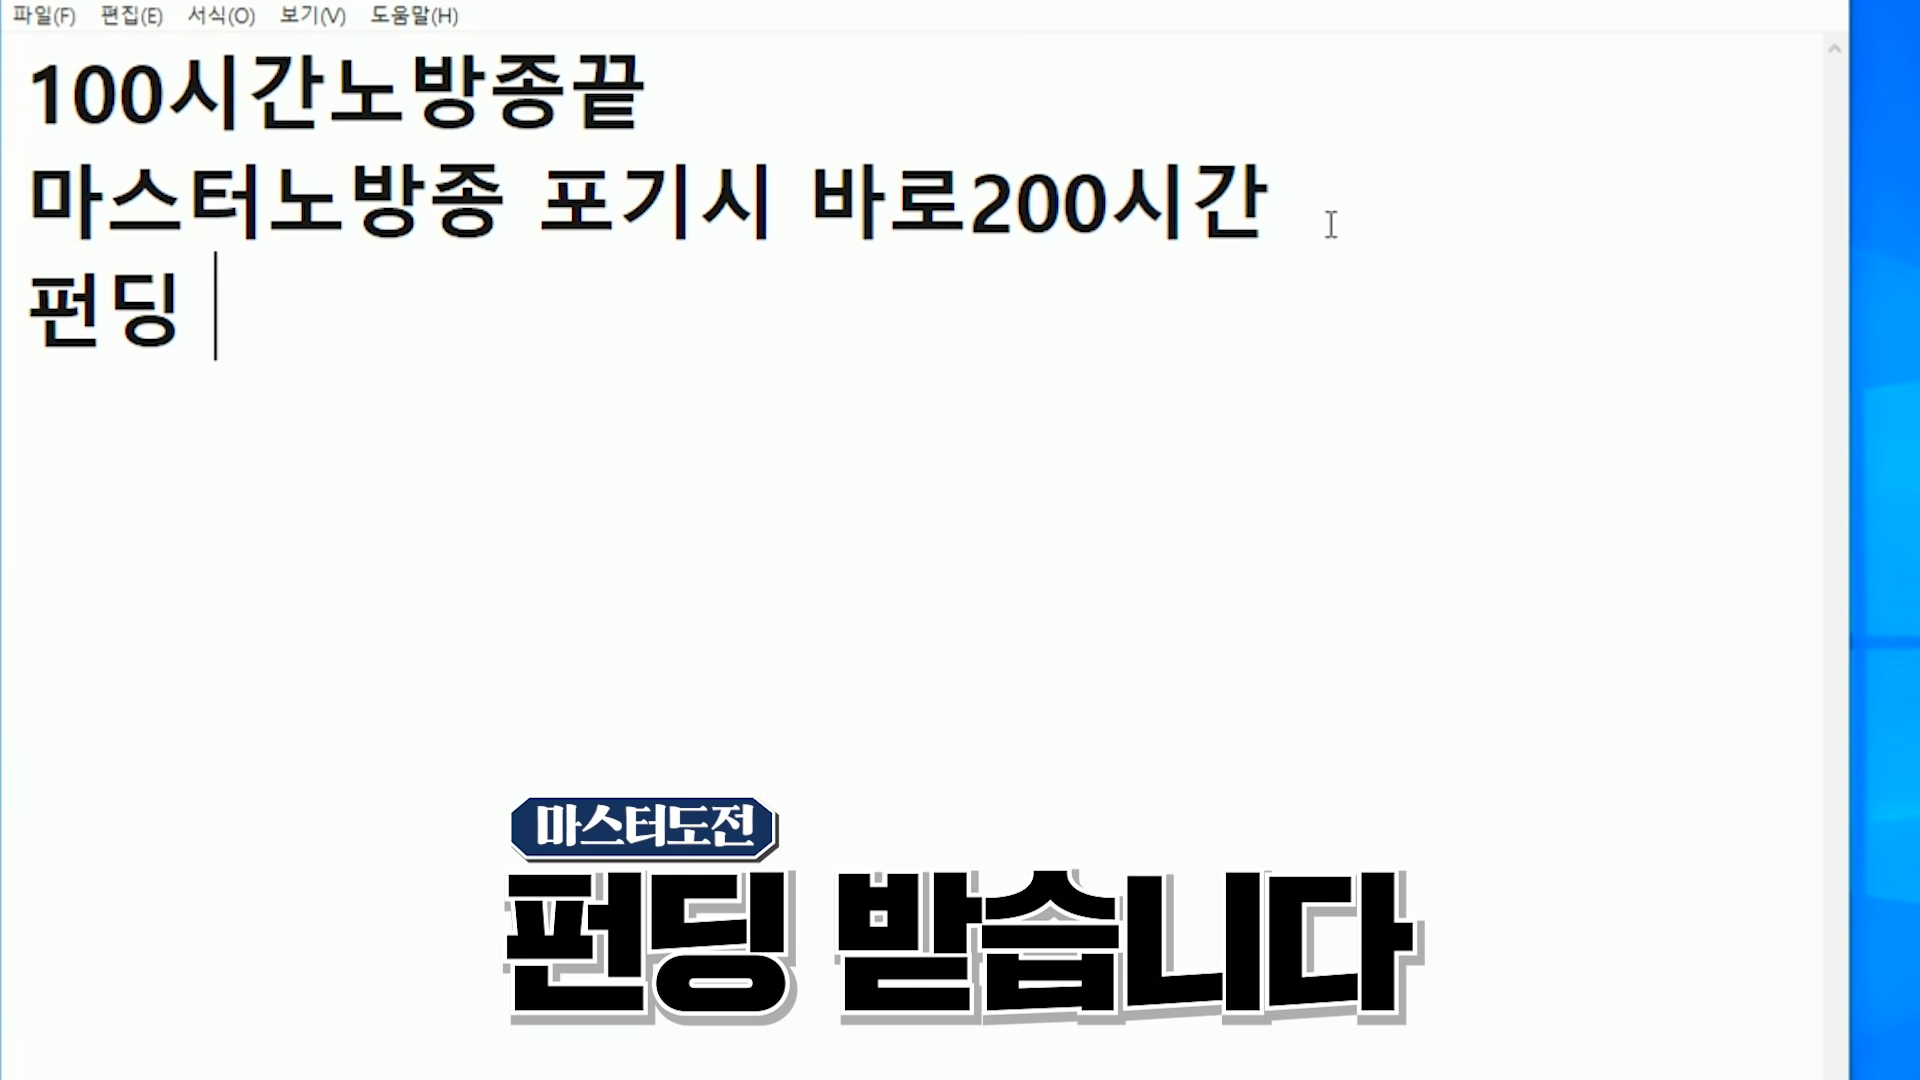 파일(F) 편집(E) 서식(O) 보기(V) 도움말(H)
100시간노방종끝
마스터노방종 포기시 바로200시간
펀딩
마스터도전
펀딩 받습니다